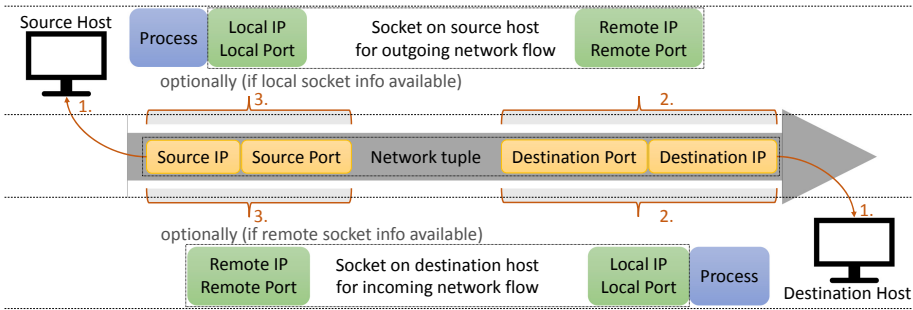 Source Host
Process
Local IP
Local Port
Socket on source host
for outgoing network flow
Remote IP
Remote Port
optionally (if local socket info available)
1.
3.
2.
Source IP
Source Port
Network tuple
Destination Port
Destination IP
3.
2.
1.
optionally (if remote socket info available)
Remote IP
Remote Port
Socket on destination host
for incoming network flow
Local IP
Local Port
Process
Destination Host